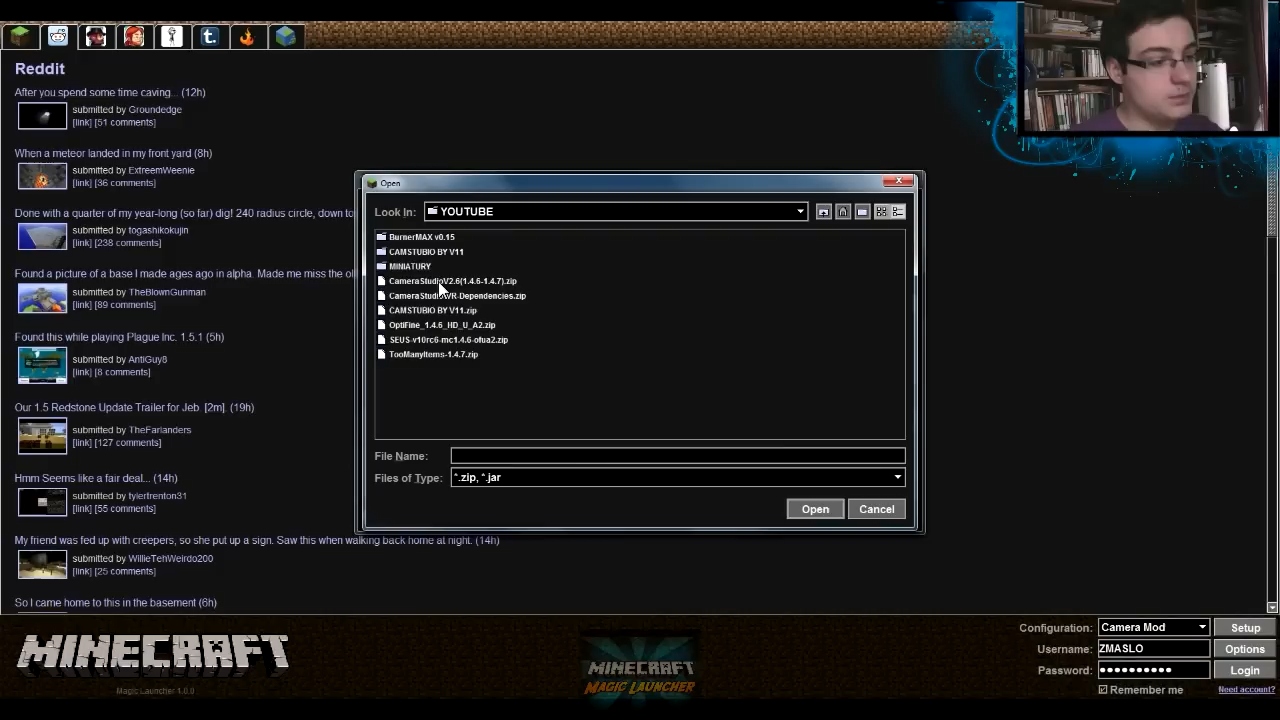 Reddit
After you spend some time caving... (12h)
submitted by Groundedge
[link] [51 comments]
When a meteor landed in my front yard (8h)
submitted by ExtreemWeenie
[link] [36 comments]
Done with a quarter of my year-long (so far) dig! 240 radius circle, down to
submitted by togashikokujin
[link] [238 comments]
Found a picture of a base I made ages ago in alpha. Made me miss the ol
submitted by TheBlownGunman
[link] [89 comments]
Found this while playing Plague Inc. 1.5.1 (5h)
submitted by AntiGuy8
[link] [8 comments]
Our 1.5 Redstone Update Trailer for Jeb. [2m]. (19h)
submitted by TheFarlanders
[link] [127 comments]
Hmm Seems like a fair deal... (14h)
submitted by tylertrenton31
[link] [55 comments]
My friend was fed up with creepers, so she put up a sign. Saw this when walking back home at night. (14h)
submitted by WillieTehWeirdo200
[link] [25 comments]
So I came home to this in the basement (6h)
Open
Look In: YOUTUBE
BurnerMAX v0.15
CAMSTUBIO BY V11
MINIATURY
CameraStudioV2.6(1.4.6-1.4.7).zip
CAMSTUBIO BY V11.zip
OptiFine_1.4.6_HD_U_A2.zip
SEUS-v10rc6-mc1.4.6-ofua2.zip
TooManyItems-1.4.7.zip
File Name:
Files of Type: *.zip, *.jar
Open Cancel
MINECRAFT
Magic Launcher 1.0.0
MINECRAFT
MAGIC LAUNCHER
Configuration: Camera Mod Setup
Username: ZMASLO Options
Password: ●●●●●●●●●● Login
Remember me Need account?